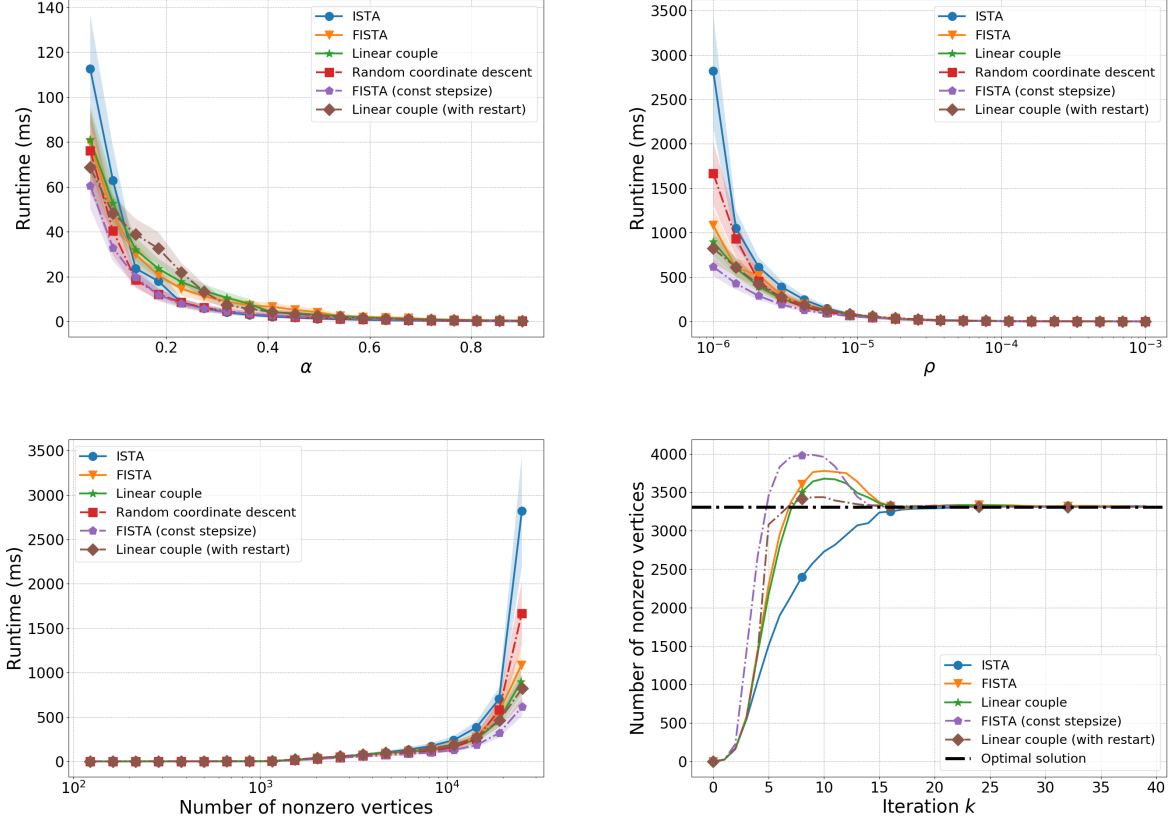 140
120
100
80
60
40
20
0
Runtime (ms)
ISTA
FISTA
Linear couple
Random coordinate descent
FISTA (const stepsize)
Linear couple (with restart)
0.2
0.4
0.6
0.8
α
3500
3000
2500
2000
1500
1000
500
0
Runtime (ms)
ISTA
FISTA
Linear couple
Random coordinate descent
FISTA (const stepsize)
Linear couple (with restart)
10⁻⁶
10⁻⁵
10⁻⁴
10⁻³
ρ
3500
3000
2500
2000
1500
1000
500
0
Runtime (ms)
ISTA
FISTA
Linear couple
Random coordinate descent
FISTA (const stepsize)
Linear couple (with restart)
10²
10³
10⁴
Number of nonzero vertices
4000
3500
3000
2500
2000
1500
1000
500
0
Number of nonzero vertices
ISTA
FISTA
Linear couple
FISTA (const stepsize)
Linear couple (with restart)
Optimal solution
0
5
10
15
20
25
30
35
40
Iteration k